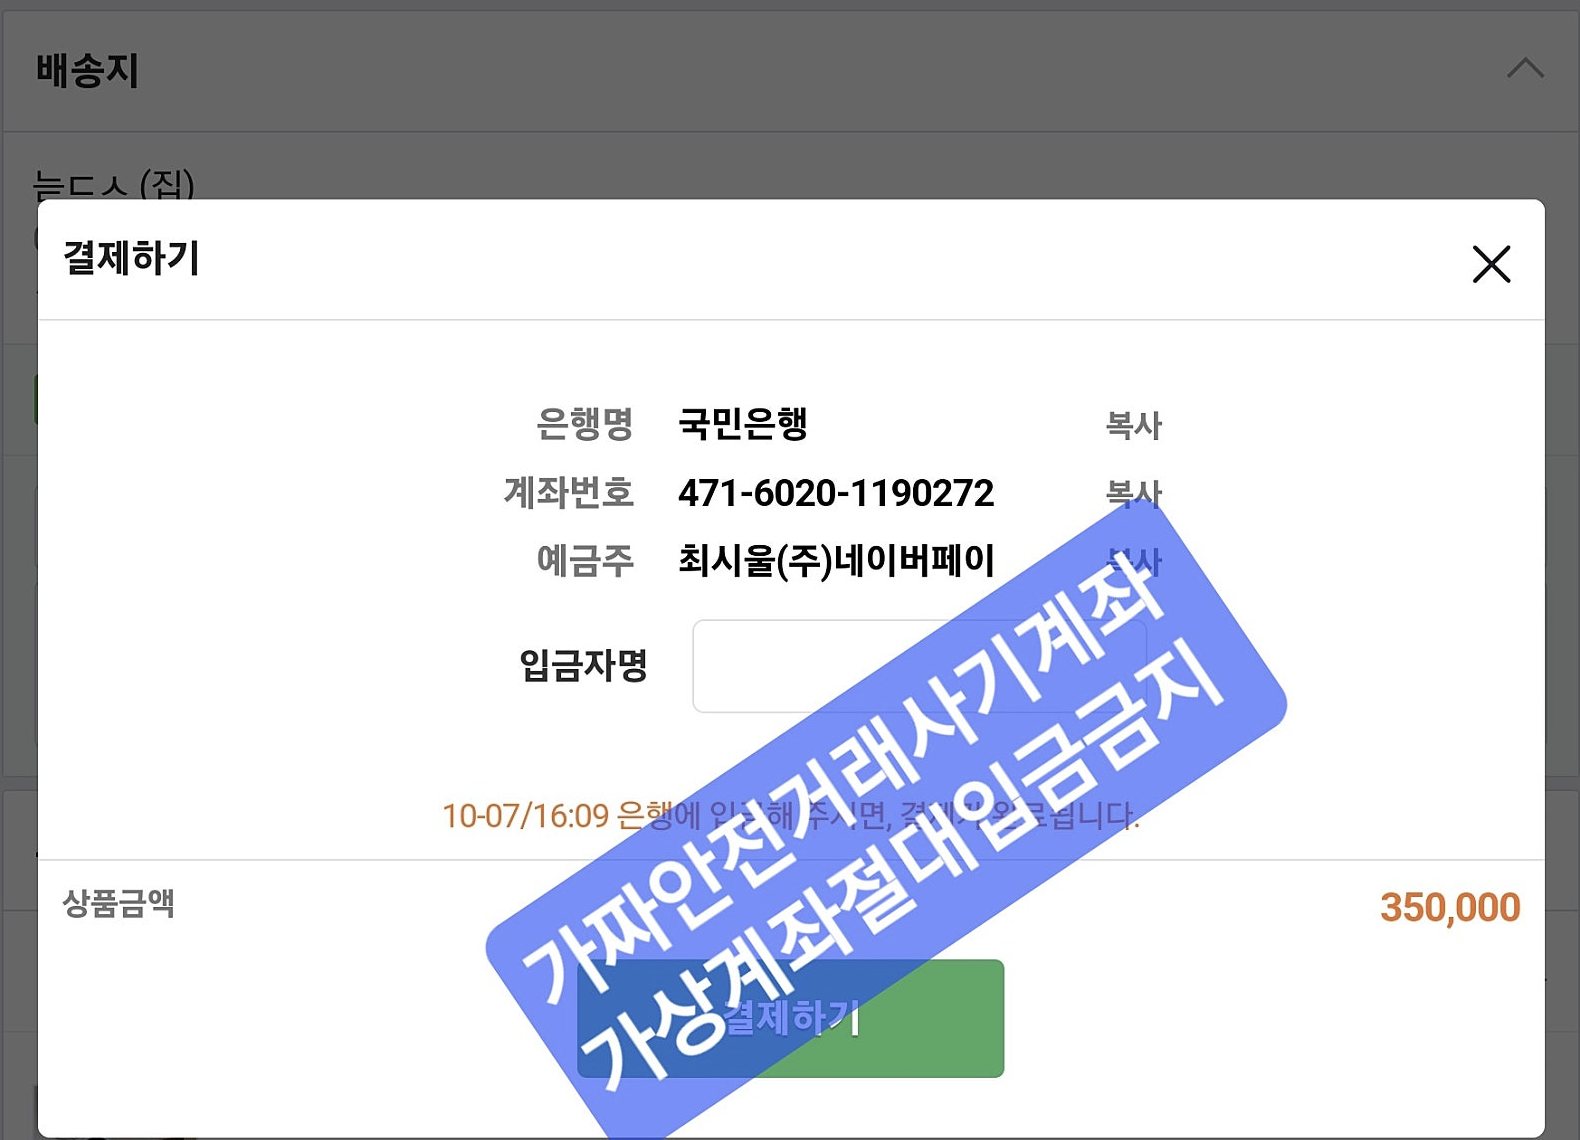 배송지
(집)
결제하기
은행명 국민은행 복사
계좌번호 471-6020-1190272 복사
예금주 최시울(주)네이버페이 복사
입금자명
10-07/16:09 은행에 입금해 주시면, 결제가 완료됩니다.
상품금액 350,000
결제하기
가짜안전거래사기계좌
가상계좌절대입금금지